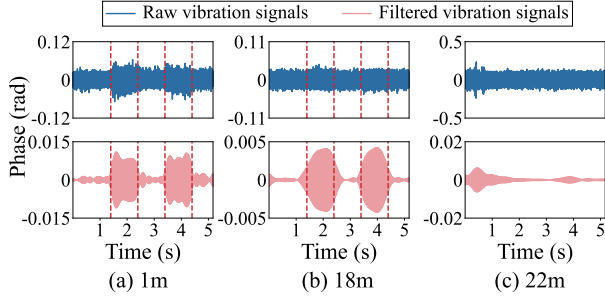 Raw vibration signals Filtered vibration signals
0.12 0.11 0.5
0 0 0
-0.12 -0.11 -0.5
Phase (rad)
0.015 0.005 0.02
0 0 0
-0.015 -0.005 -0.02
1 2 3 4 5 1 2 3 4 5 1 2 3 4 5
Time (s) Time (s) Time (s)
(a) 1m (b) 18m (c) 22m